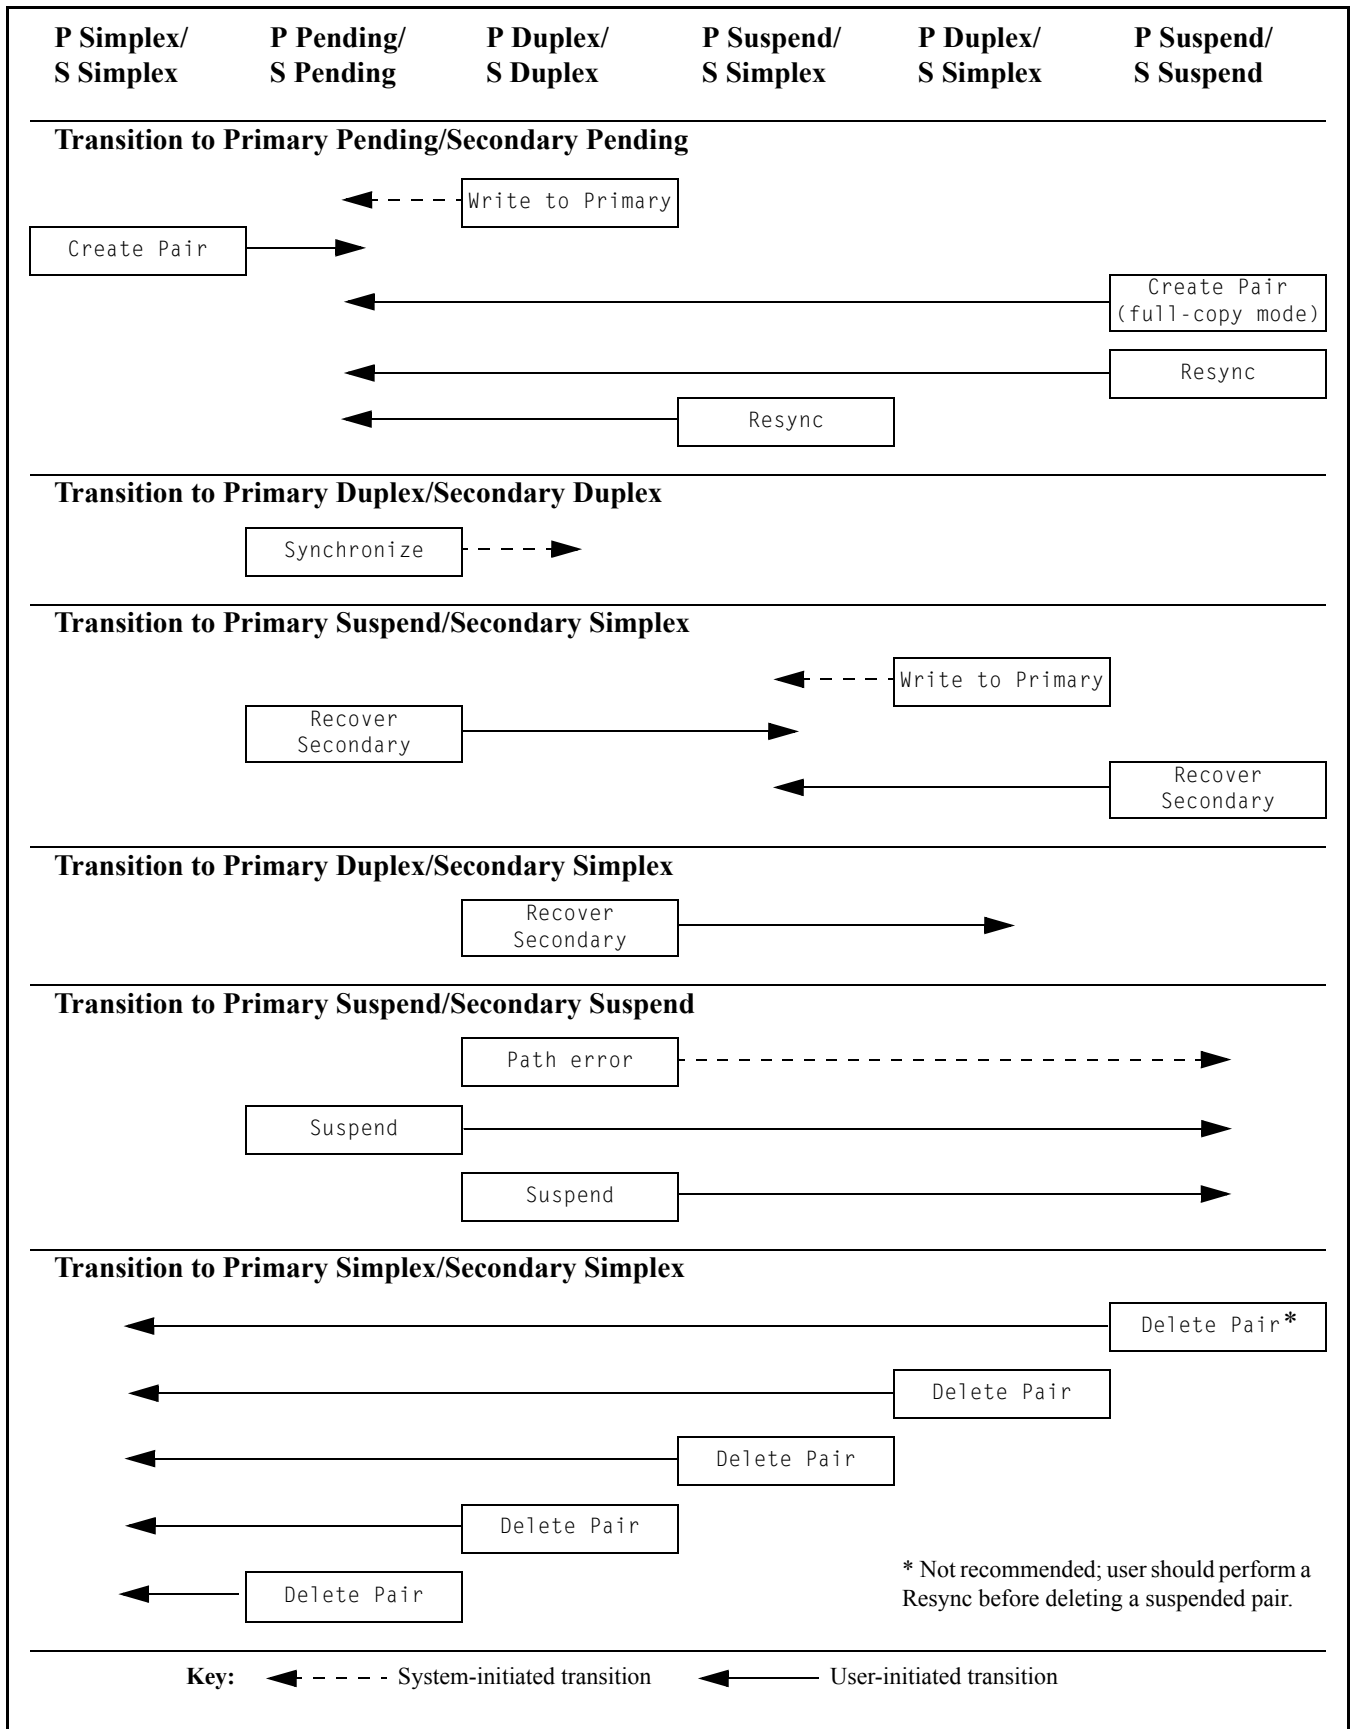 P Simplex/ P Pending/ P Duplex/ P Suspend/ P Duplex/ P Suspend/
S Simplex S Pending S Duplex S Simplex S Simplex S Suspend
Transition to Primary Pending/Secondary Pending
Write to Primary
Create Pair
Create Pair
(full-copy mode)
Resync
Resync
Transition to Primary Duplex/Secondary Duplex
Synchronize
Transition to Primary Suspend/Secondary Simplex
Write to Primary
Recover
Secondary
Recover
Secondary
Transition to Primary Duplex/Secondary Simplex
Recover
Secondary
Transition to Primary Suspend/Secondary Suspend
Path error
Suspend
Suspend
Transition to Primary Simplex/Secondary Simplex
Delete Pair*
Delete Pair
Delete Pair
Delete Pair
Delete Pair
* Not recommended; user should perform a
Resync before deleting a suspended pair.
Key: System-initiated transition User-initiated transition